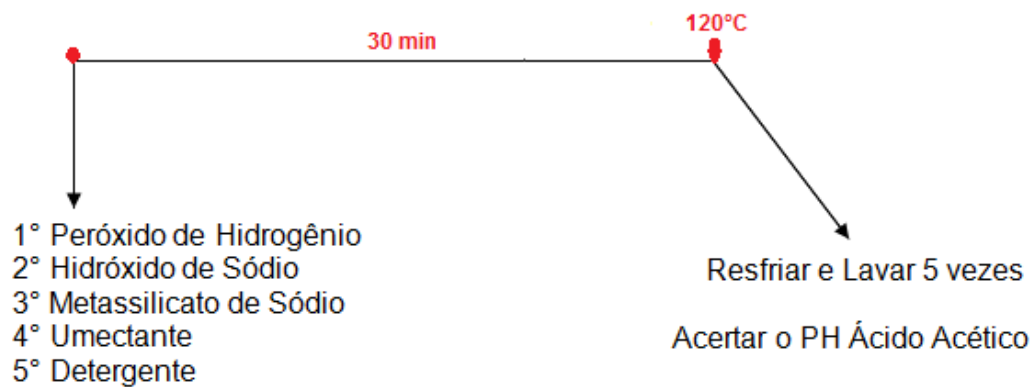 120°C
30 min
1° Peróxido de Hidrogênio
2° Hidróxido de Sódio
3° Metassilicato de Sódio
4° Umectante
5° Detergente
Resfriar e Lavar 5 vezes
Acertar o PH Ácido Acético